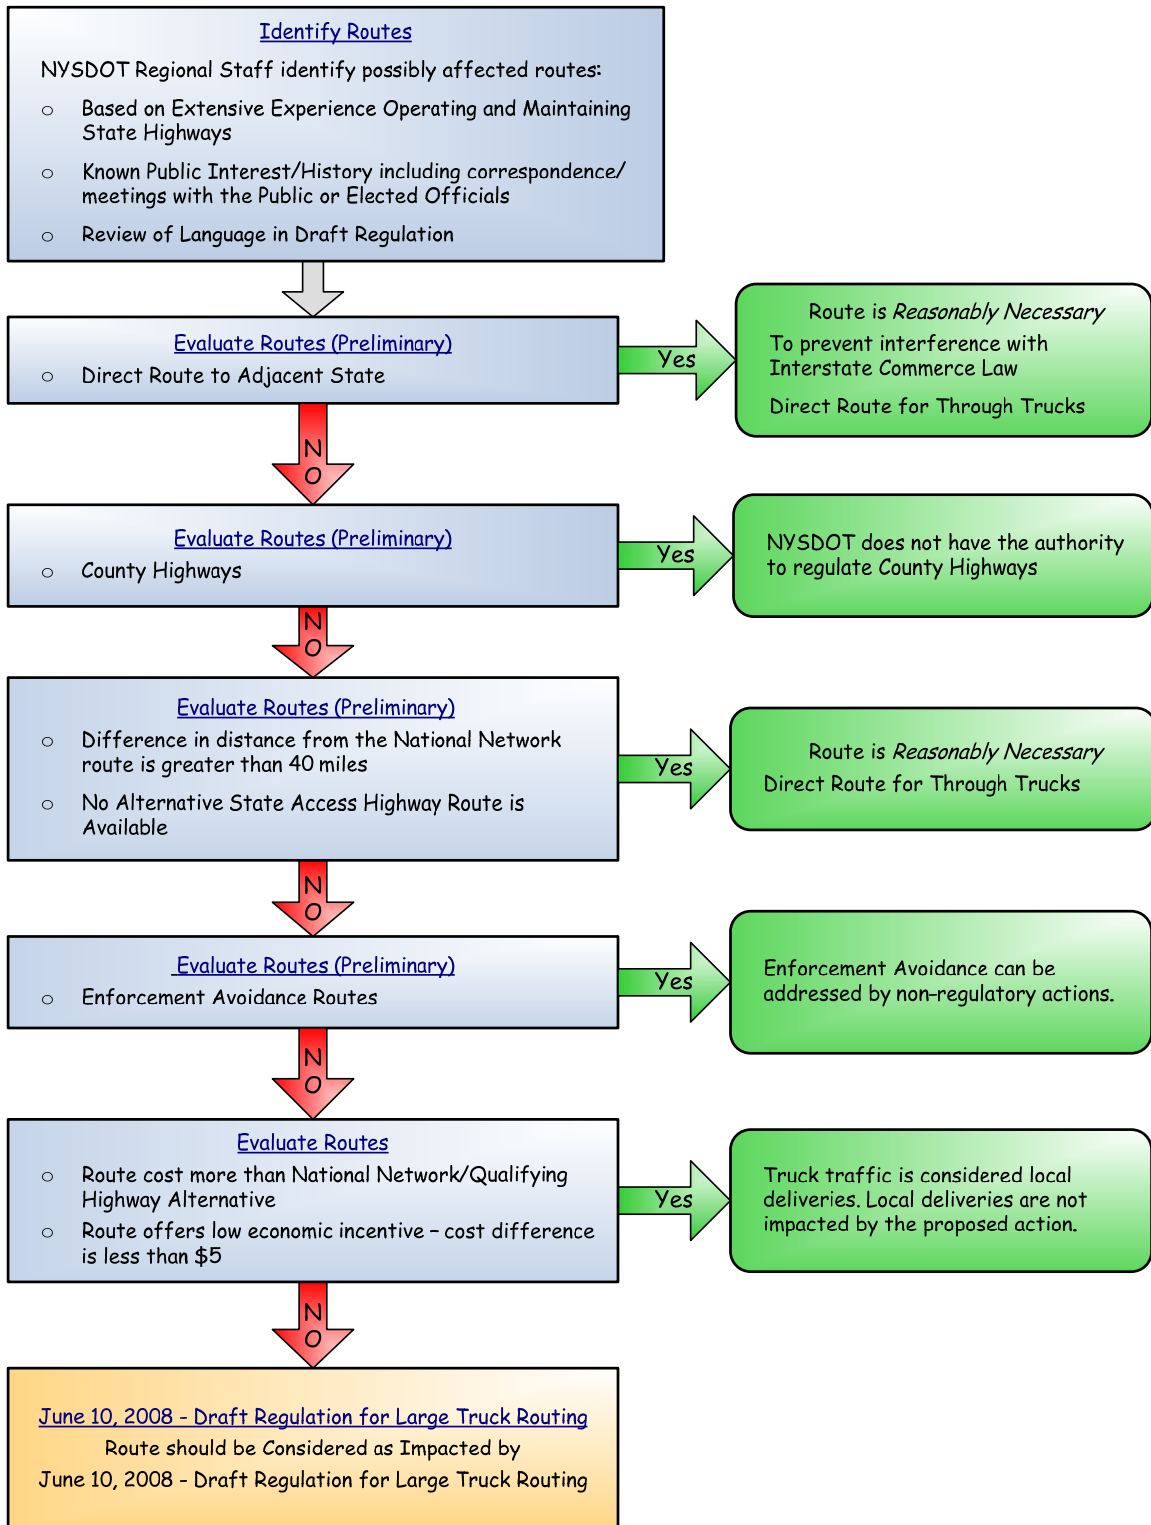 Identify Routes
NYSDOT Regional Staff identify possibly affected routes:
o Based on Extensive Experience Operating and Maintaining
State Highways
o Known Public Interest/History including correspondence/
meetings with the Public or Elected Officials
o Review of Language in Draft Regulation
Evaluate Routes (Preliminary)
o Direct Route to Adjacent State
Yes
Route is Reasonably Necessary
To prevent interference with
Interstate Commerce Law
Direct Route for Through Trucks
N
O
Evaluate Routes (Preliminary)
o County Highways
Yes
NYSDOT does not have the authority
to regulate County Highways
N
O
Evaluate Routes (Preliminary)
o Difference in distance from the National Network
route is greater than 40 miles
o No Alternative State Access Highway Route is
Available
Yes
Route is Reasonably Necessary
Direct Route for Through Trucks
N
O
Evaluate Routes (Preliminary)
o Enforcement Avoidance Routes
Yes
Enforcement Avoidance can be
addressed by non-regulatory actions.
N
O
Evaluate Routes
o Route cost more than National Network/Qualifying
Highway Alternative
o Route offers low economic incentive – cost difference
is less than $5
Yes
Truck traffic is considered local
deliveries. Local deliveries are not
impacted by the proposed action.
N
O
June 10, 2008 - Draft Regulation for Large Truck Routing
Route should be Considered as Impacted by
June 10, 2008 - Draft Regulation for Large Truck Routing